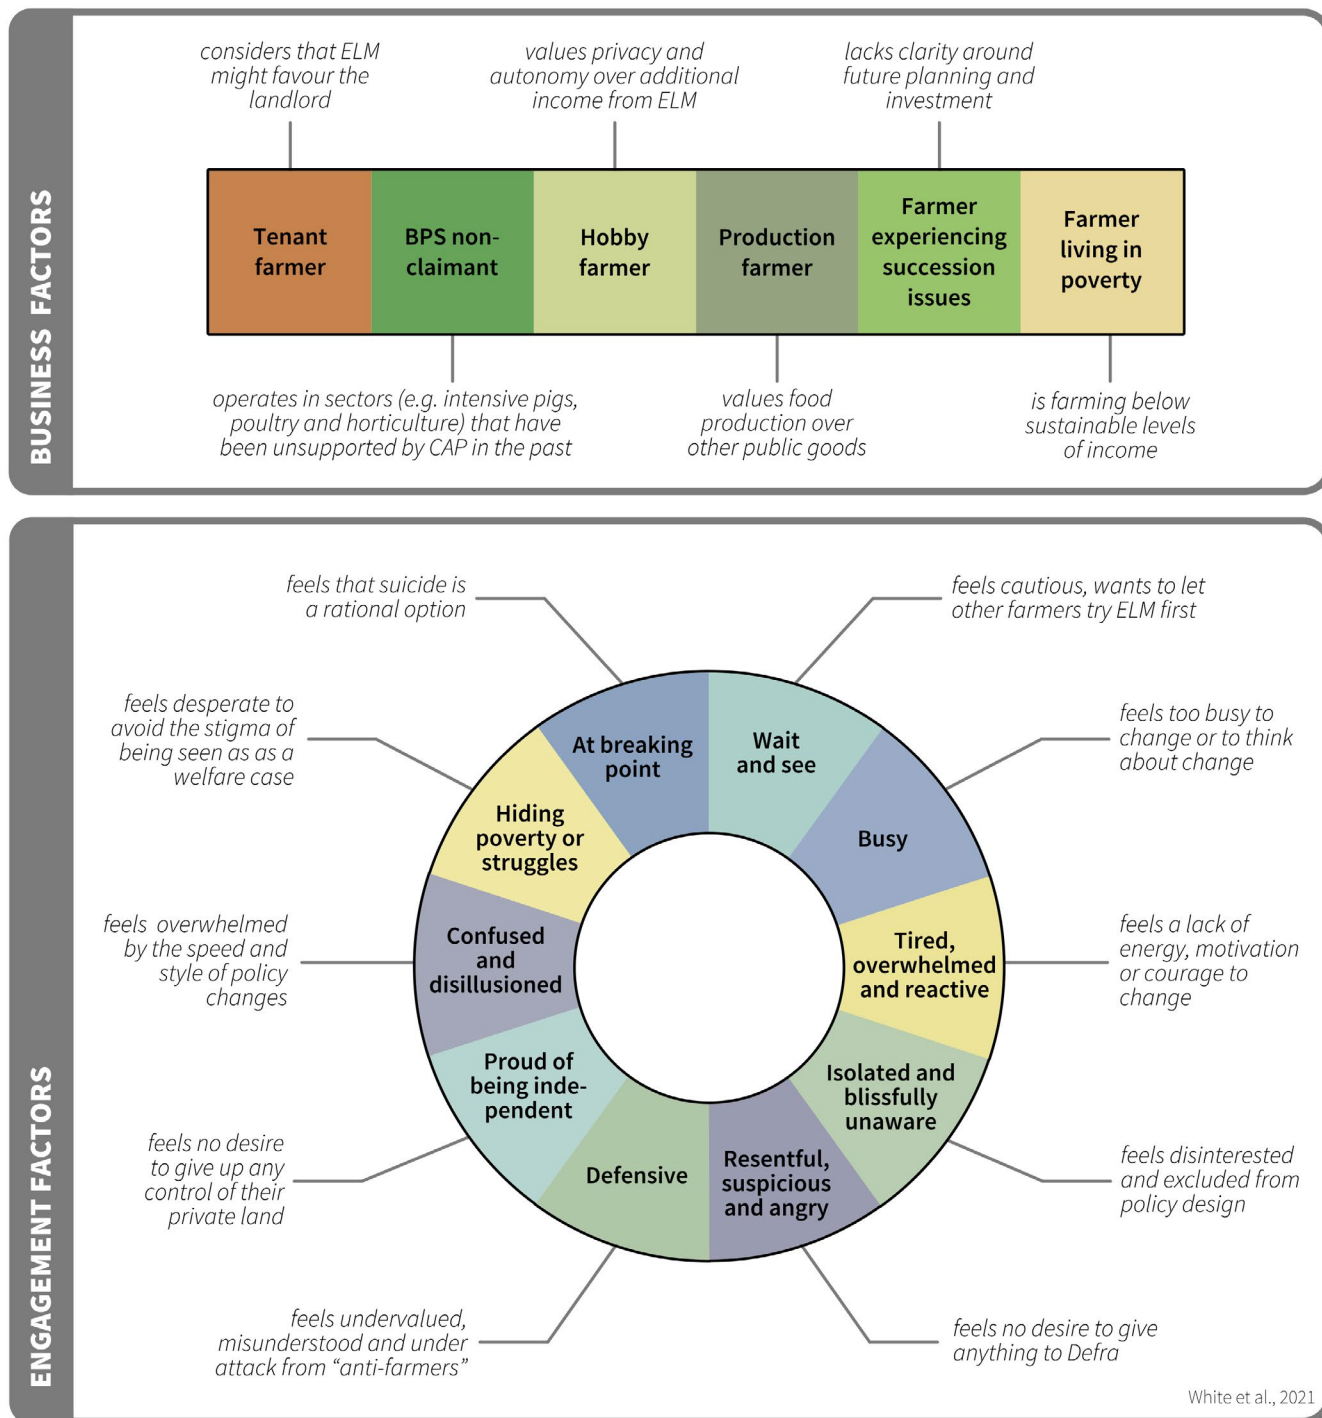 BUSINESS FACTORS
considers that ELM
might favour the
landlord
values privacy and
autonomy over additional
income from ELM
lacks clarity around
future planning and
investment
Tenant
farmer
BPS non-
claimant
Hobby
farmer
Production
farmer
Farmer
experiencing
succession
issues
Farmer
living in
poverty
operates in sectors (e.g. intensive pigs,
poultry and horticulture) that have
been unsupported by CAP in the past
values food
production over
other public goods
is farming below
sustainable levels
of income
ENGAGEMENT FACTORS
feels that suicide is
a rational option
feels cautious, wants to let
other farmers try ELM first
feels desperate to
avoid the stigma of
being seen as as a
welfare case
feels too busy to
change or to think
about change
At breaking
point
Wait
and see
Hiding
poverty or
struggles
Busy
feels  overwhelmed
by the speed and
style of policy
changes
Confused
and
disillusioned
Tired,
overwhelmed
and reactive
feels a lack of
energy, motivation
or courage to
change
Proud of
being inde-
pendent
Isolated and
blissfully
unaware
Defensive
Resentful,
suspicious
and angry
feels no desire
to give up any
control of their
private land
feels disinterested
and excluded from
policy design
feels undervalued,
misunderstood and under
attack from “anti-farmers”
feels no desire to give
anything to Defra
White et al., 2021